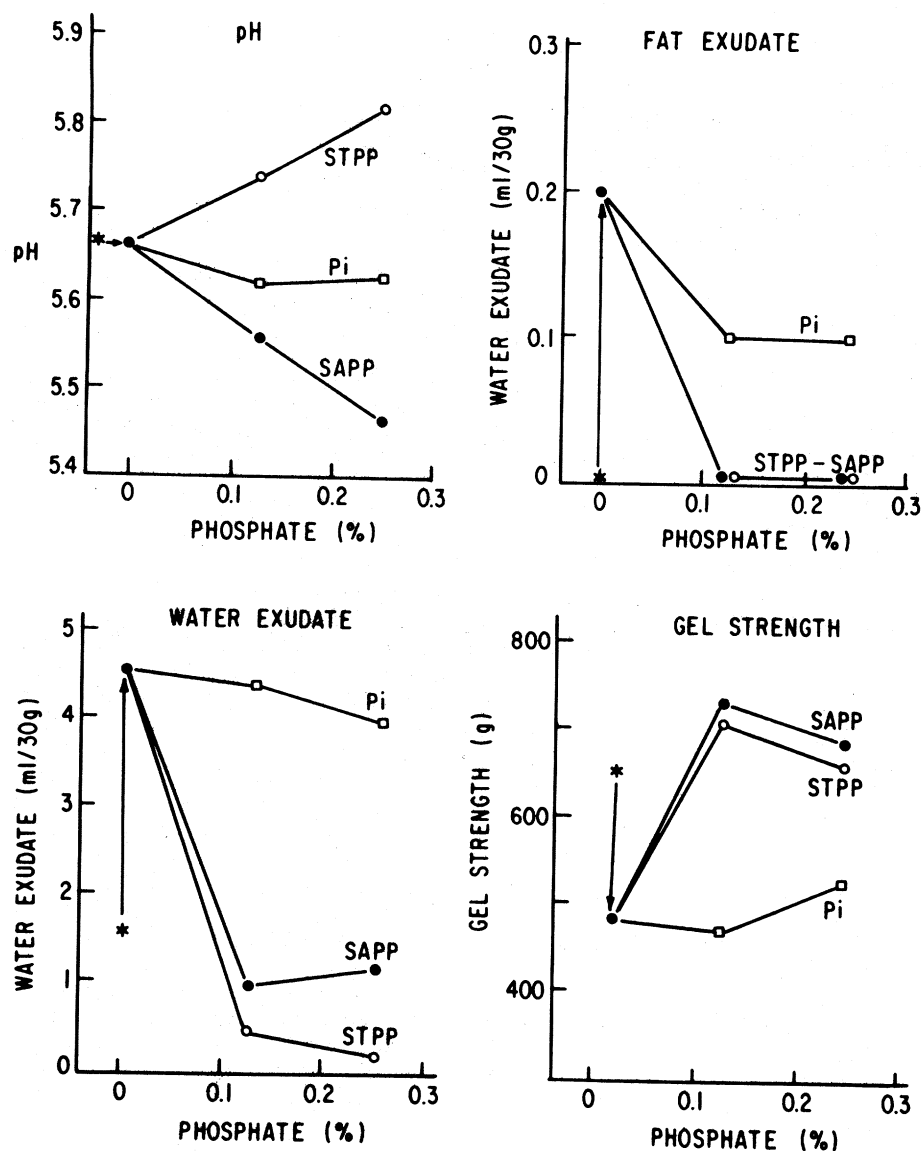 pH
5.9
5.8
5.7
5.6
5.5
5.4
pH
*
STPP
Pi
SAPP
0 0.1 0.2 0.3
PHOSPHATE (%)
FAT EXUDATE
0.3
0.2
0.1
0
WATER EXUDATE (ml/30g)
Pi
STPP-SAPP
*
0 0.1 0.2 0.3
PHOSPHATE (%)
WATER EXUDATE
5
4
3
2
1
0
WATER EXUDATE (ml/30g)
Pi
*
SAPP
STPP
0 0.1 0.2 0.3
PHOSPHATE (%)
GEL STRENGTH
800
600
400
GEL STRENGTH (g)
*
SAPP
STPP
Pi
0 0.1 0.2 0.3
PHOSPHATE (%)